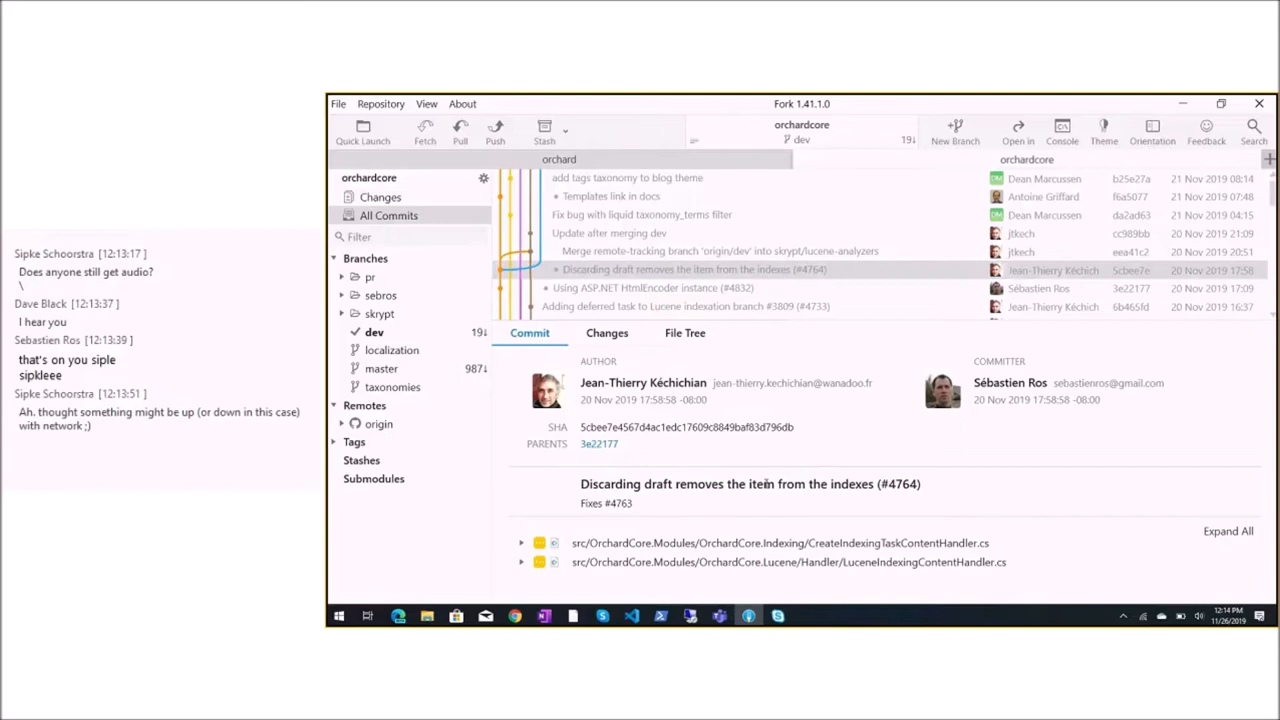 Sipke Schoorstra [12:13:17 ]
Does anyone still get audio?
\
Dave Black [12:13:37 ]
I hear you
Sebastien Ros [12:13:39 ]
that's on you siple
sipkleee
Sipke Schoorstra [12:13:51 ]
Ah. thought something might be up (or down in this case)
with network ;)
File Repository View About Fork 1.41.1.0
Quick Launch Fetch Pull Push Stash orchardcore dev 19↓ New Branch Open in Console Theme Orientation Feedback Search
orchard orchardcore
orchardcore
Changes
All Commits
Filter
Branches
pr
sebros
skrypt
dev 19↓
localization
master 987↓
taxonomies
Remotes
origin
Tags
Stashes
Submodules
add tags taxonomy to blog theme Dean Marcussen b25e27a 21 Nov 2019 08:14
Templates link in docs Antoine Griffard f6a5077 21 Nov 2019 07:48
Fix bug with liquid taxonomy_terms filter Dean Marcussen da2ad63 21 Nov 2019 04:15
Update after merging dev jtkech cc989bb 20 Nov 2019 21:09
Merge remote-tracking branch 'origin/dev' into skrypt/lucene-analyzers jtkech eea41c2 20 Nov 2019 20:51
Discarding draft removes the item from the indexes (#4764) Jean-Thierry Kéchich 5cbee7e 20 Nov 2019 17:58
Using ASP.NET HtmlEncoder instance (#4832) Sébastien Ros 3e22177 20 Nov 2019 17:09
Adding deferred task to Lucene indexation branch #3809 (#4733) Jean-Thierry Kéchich 6b465fd 20 Nov 2019 16:37
Commit Changes File Tree
AUTHOR COMMITTER
Jean-Thierry Kéchichian jean-thierry.kechichian@wanadoo.fr Sébastien Ros sebastienros@gmail.com
20 Nov 2019 17:58:58 -08:00 20 Nov 2019 17:58:58 -08:00
SHA 5cbee7e4567d4ac1edc17609c8849baf83d796db
PARENTS 3e22177
Discarding draft removes the item from the indexes (#4764)
Fixes #4763
Expand All
src/OrchardCore.Modules/OrchardCore.Indexing/CreateIndexingTaskContentHandler.cs
src/OrchardCore.Modules/OrchardCore.Lucene/Handler/LuceneIndexingContentHandler.cs
12:14 PM
11/26/2019